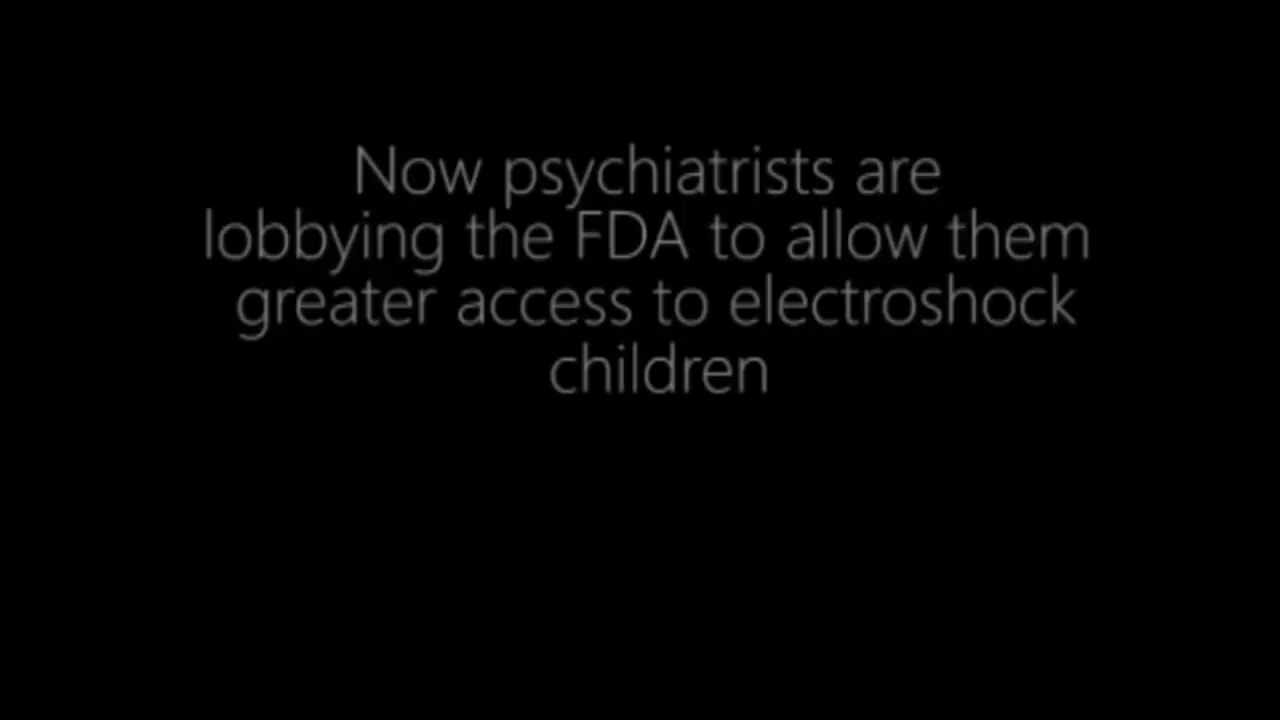 Now psychiatrists are
lobbying the FDA to allow them
greater access to electroshock
children